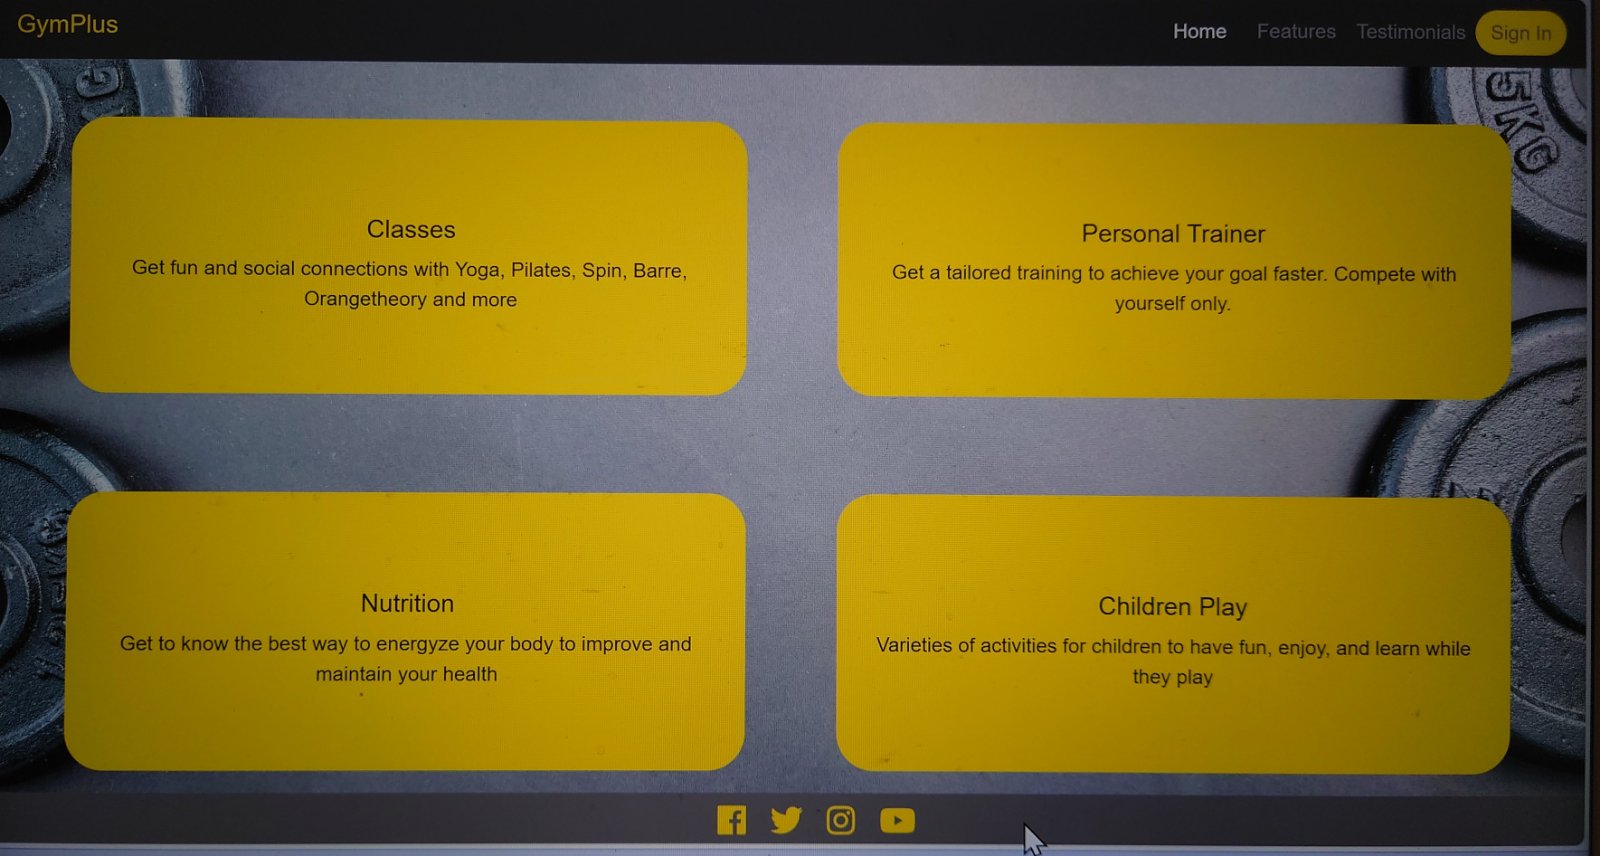 GymPlus
Home Features Testimonials Sign In
5KG
Classes
Get fun and social connections with Yoga, Pilates, Spin, Barre,
Orangetheory and more
Personal Trainer
Get a tailored training to achieve your goal faster. Compete with
yourself only.
Nutrition
Get to know the best way to energyze your body to improve and
maintain your health
Children Play
Varieties of activities for children to have fun, enjoy, and learn while
they play